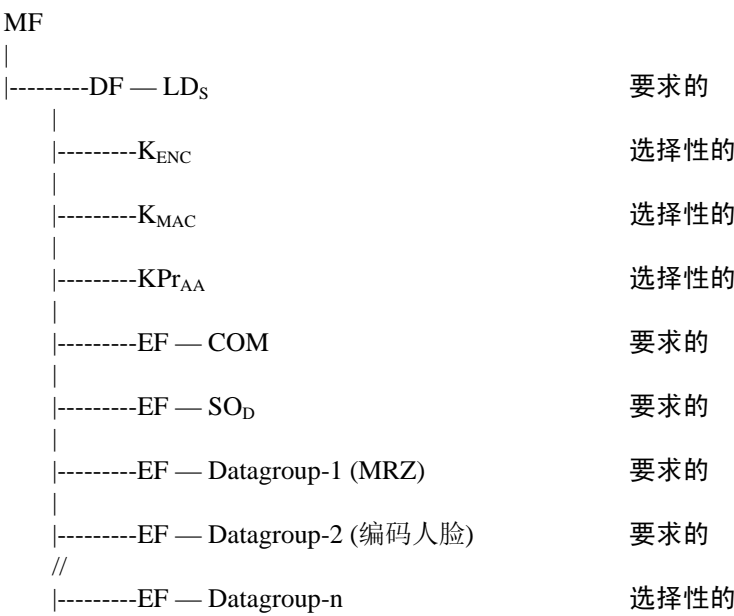 MF
|
|---------DF — LDS 要求的
|
|---------KENC 选择性的
|
|---------KMAC 选择性的
|
|---------KPrAA 选择性的
|
|---------EF — COM 要求的
|
|---------EF — SOD 要求的
|
|---------EF — Datagroup-1 (MRZ) 要求的
|
|---------EF — Datagroup-2 (编码人脸) 要求的
//
|---------EF — Datagroup-n 选择性的